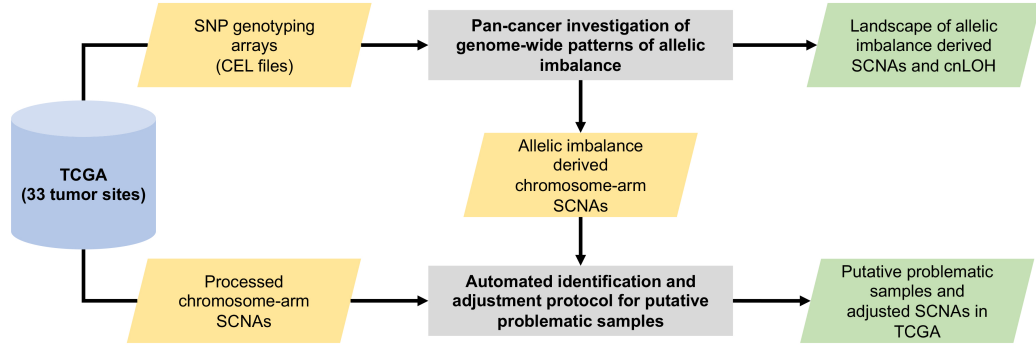 SNP genotyping
arrays
(CEL files)
Pan-cancer investigation of
genome-wide patterns of allelic
imbalance
Landscape of allelic
imbalance derived
SCNAs and cnLOH
TCGA
(33 tumor sites)
Allelic imbalance
derived
chromosome-arm
SCNAs
Processed
chromosome-arm
SCNAs
Automated identification and
adjustment protocol for putative
problematic samples
Putative problematic
samples and
adjusted SCNAs in
TCGA